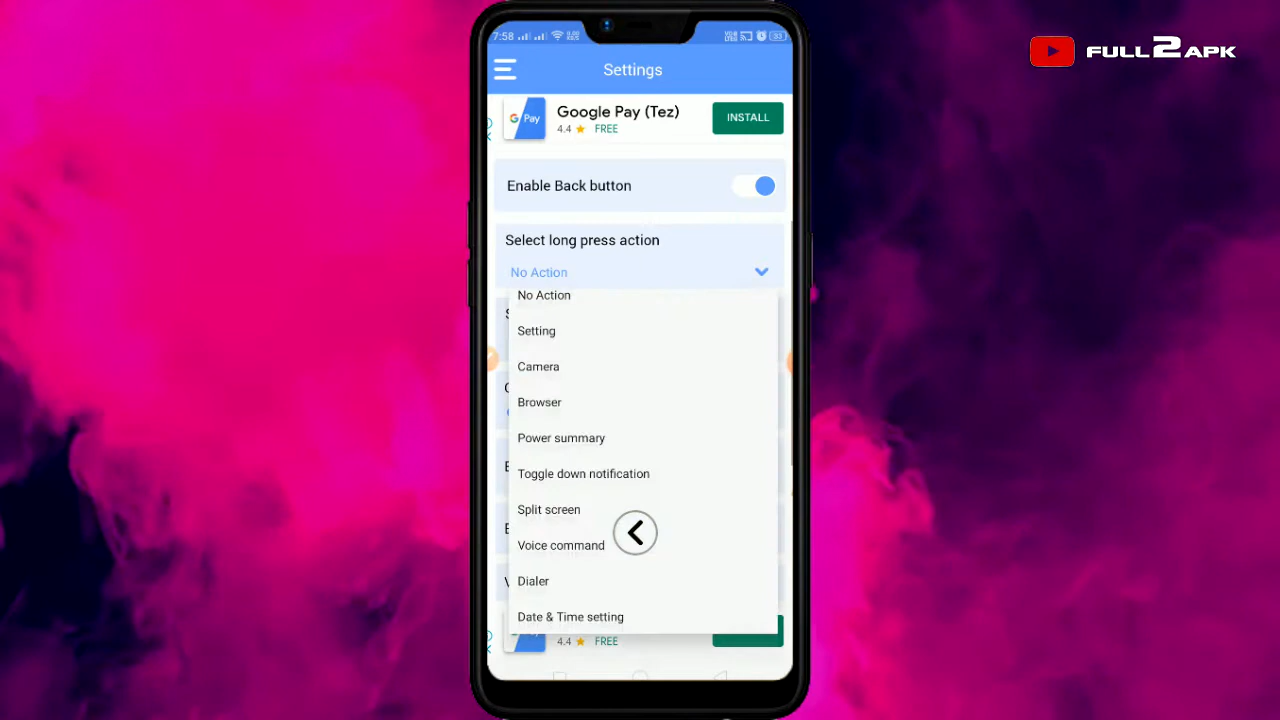 FULL2APK
7:58
Settings
G Pay
Google Pay (Tez)
4.4 ★ FREE
INSTALL
Enable Back button
Select long press action
No Action
No Action
Setting
Camera
Browser
Power summary
Toggle down notification
Split screen
Voice command
Dialer
Date & Time setting
4.4 ★ FREE